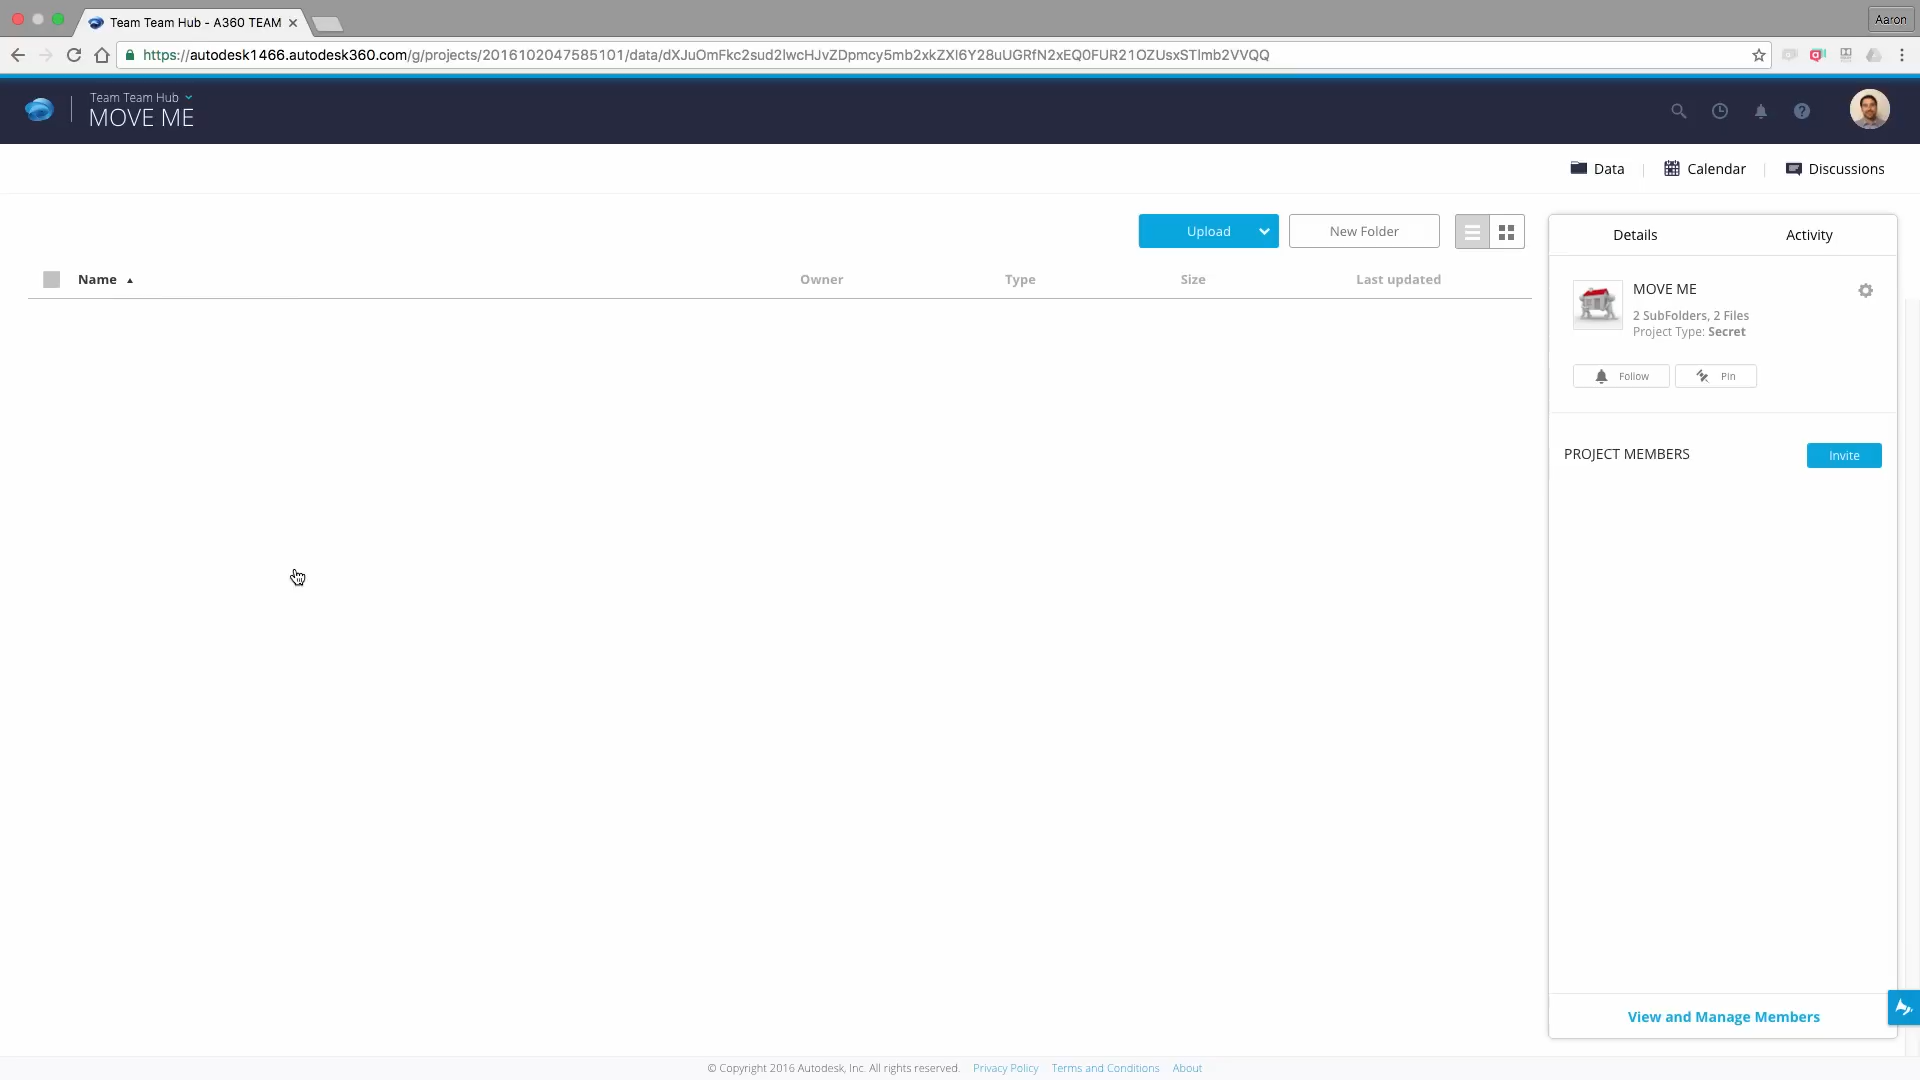 Team Team Hub - A360 TEAM
Aaron
https://autodesk1466.autodesk360.com/g/projects/2016102047585101/data/dXJuOmFkc2sud2lwcHJvZDpmcy5mb2xkZXI6Y28uUGRfN2xEQ0FUR21OZUsxSTlmb2VVQQ
Team Team Hub
MOVE ME
Data
Calendar
Discussions
Upload
New Folder
Name
Owner
Type
Size
Last updated
Details
Activity
MOVE ME
2 SubFolders, 2 Files
Project Type: Secret
Follow
Pin
PROJECT MEMBERS
Invite
View and Manage Members
© Copyright 2016 Autodesk, Inc. All rights reserved. Privacy Policy Terms and Conditions About